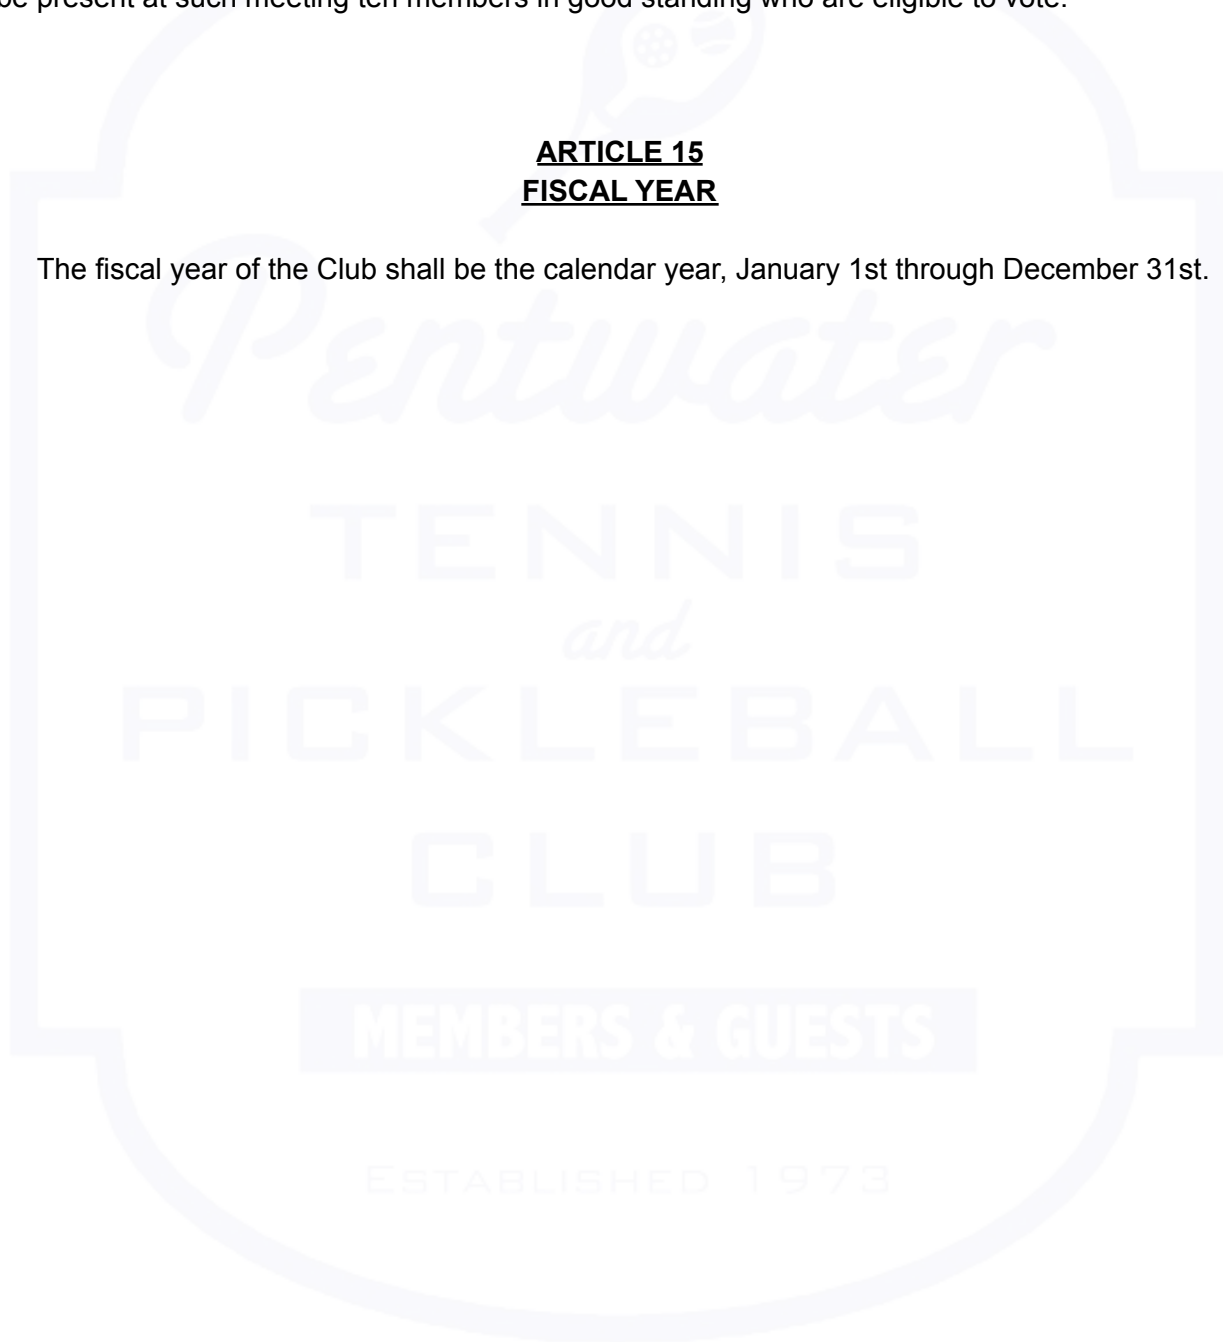 be present at such meeting ten members in good standing who are eligible to vote.
ARTICLE 15
FISCAL YEAR
The fiscal year of the Club shall be the calendar year, January 1st through December 31st.
Pentwater
TENNIS
and
PICKLEBALL
CLUB
MEMBERS & GUESTS
ESTABLISHED 1973